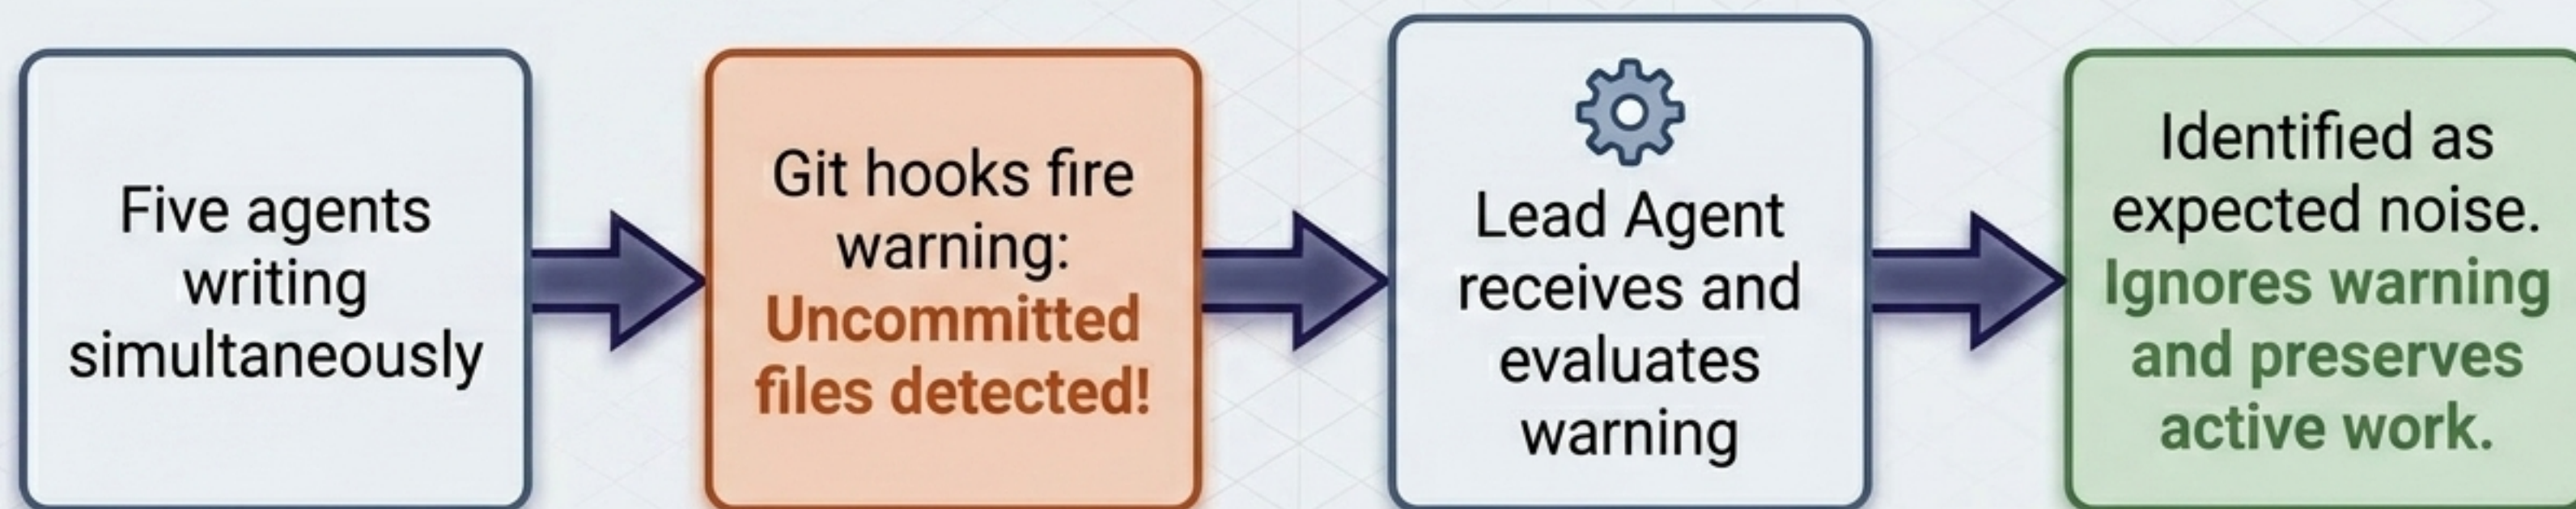 Five agents
writing
simultaneously
Git hooks fire
warning:
Uncommitted
files detected!
Lead Agent
receives and
evaluates
warning
Identified as
expected noise.
Ignores warning
and preserves
active work.